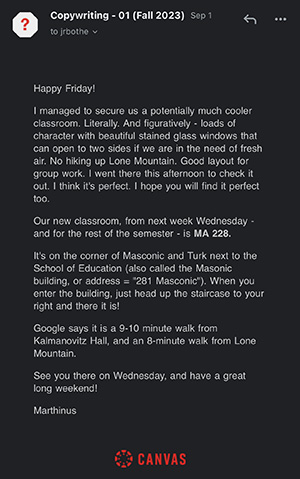 ?
Copywriting - 01 (Fall 2023) Sep 1
to jrbothe
Happy Friday!
I managed to secure us a potentially much cooler
classroom. Literally. And figuratively - loads of
character with beautiful stained glass windows that
can open to two sides if we are in the need of fresh
air. No hiking up Lone Mountain. Good layout for
group work. I went there this afternoon to check it
out. I think it's perfect. I hope you will find it perfect
too.
Our new classroom, from next week Wednesday -
and for the rest of the semester - is MA 228.
It's on the corner of Masconic and Turk next to the
School of Education (also called the Masonic
building, or address = "281 Masconic"). When you
enter the building, just head up the staircase to your
right and there it is!
Google says it is a 9-10 minute walk from
Kalmanovitz Hall, and an 8-minute walk from Lone
Mountain.
See you there on Wednesday, and have a great
long weekend!
Marthinus
CANVAS